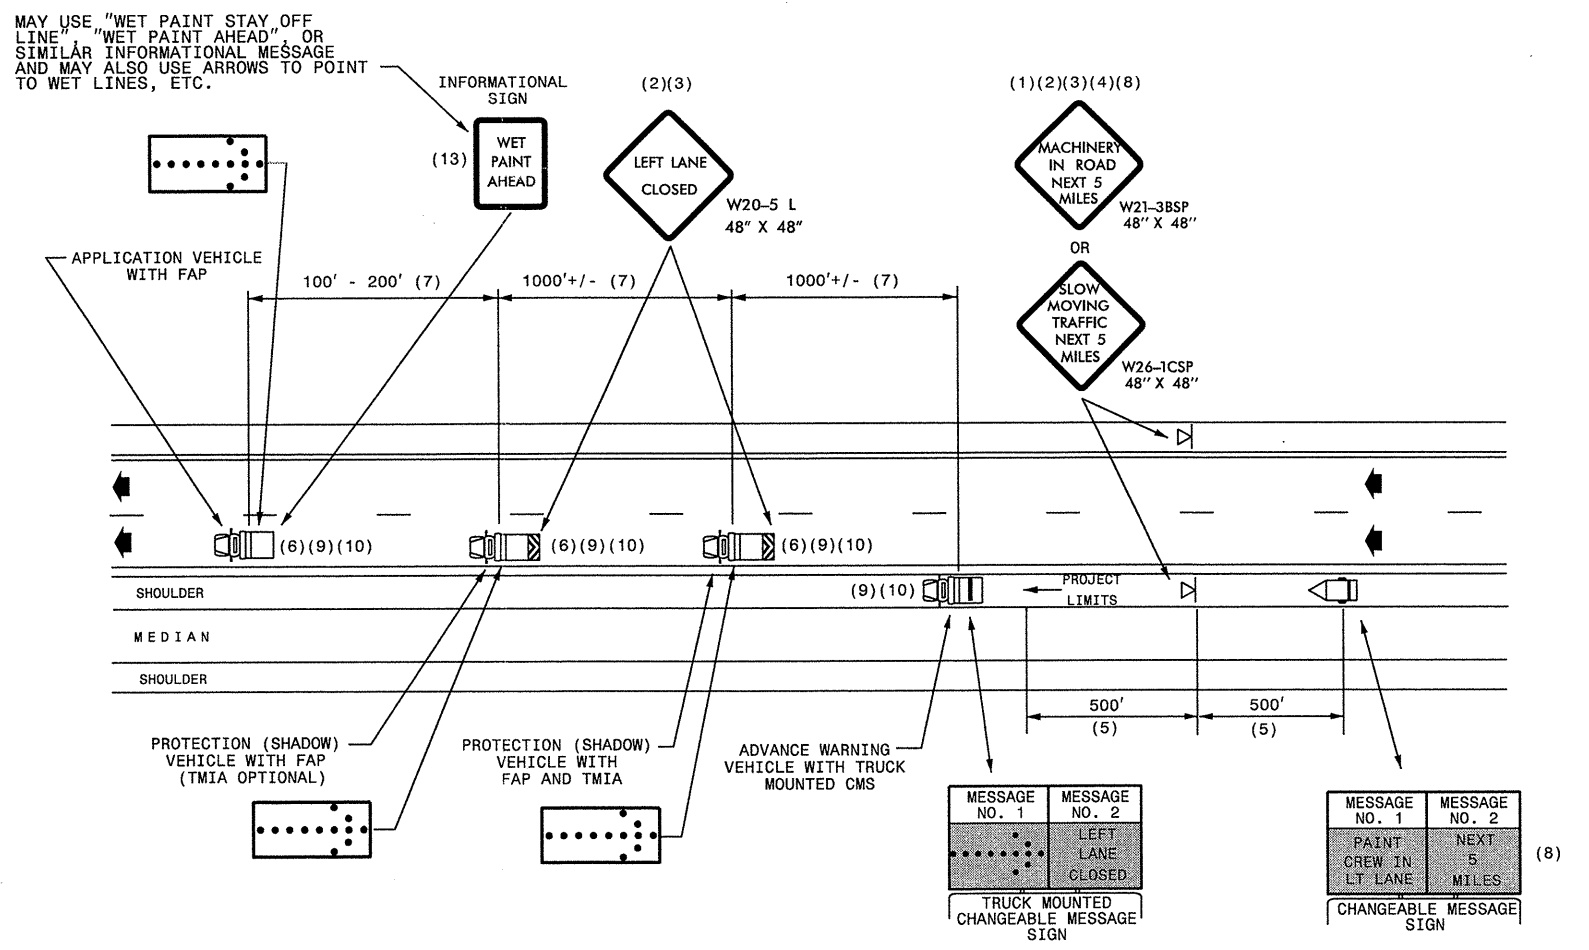 MAY USE "WET PAINT STAY OFF
LINE", "WET PAINT AHEAD", OR
SIMILAR INFORMATIONAL MESSAGE
AND MAY ALSO USE ARROWS TO POINT
TO WET LINES, ETC.
INFORMATIONAL
SIGN
(13)
WET
PAINT
AHEAD
(2)(3)
LEFT LANE
CLOSED
W20-5 L
48" X 48"
(1)(2)(3)(4)(8)
MACHINERY
IN ROAD
NEXT 5
MILES
W21-3BSP
48'' X 48''
OR
SLOW
MOVING
TRAFFIC
NEXT 5
MILES
W26-1CSP
48'' X 48''
APPLICATION VEHICLE
WITH FAP
100' - 200' (7)
1000'+/- (7)
1000'+/- (7)
(6)(9)(10)
(6)(9)(10)
(6)(9)(10)
(9)(10)
PROJECT
LIMITS
SHOULDER
MEDIAN
SHOULDER
500'
(5)
500'
(5)
PROTECTION (SHADOW)
VEHICLE WITH FAP
(TMIA OPTIONAL)
PROTECTION (SHADOW)
VEHICLE WITH
FAP AND TMIA
ADVANCE WARNING
VEHICLE WITH TRUCK
MOUNTED CMS
MESSAGE
NO. 1
MESSAGE
NO. 2
LEFT
LANE
CLOSED
TRUCK MOUNTED
CHANGEABLE MESSAGE
SIGN
MESSAGE
NO. 1
PAINT
CREW IN
LT LANE
MESSAGE
NO. 2
NEXT
5
MILES
(8)
CHANGEABLE MESSAGE
SIGN